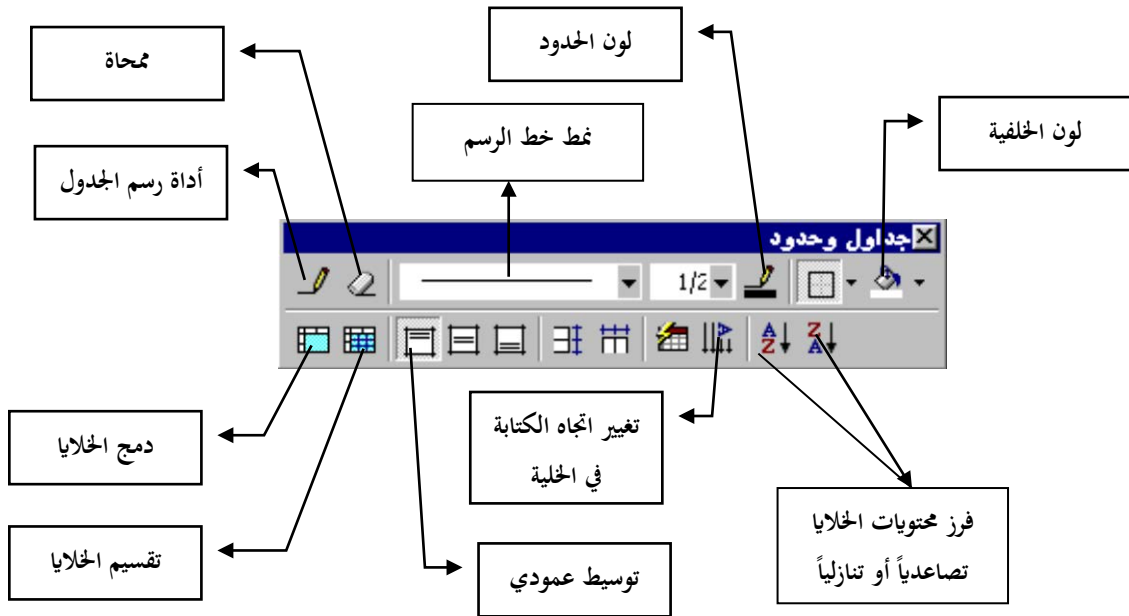 لون الحدود
ممحاة
نمط خط الرسم
لون الخلفية
أداة رسم الجدول
جداول وحدود
1/2
A
Z
Z
A
دمج الخلايا
تغيير اتجاه الكتابة
في الخلية
فرز محتويات الخلايا
تصاعدياً أو تنازلياً
تقسيم الخلايا
توسيط عمودي